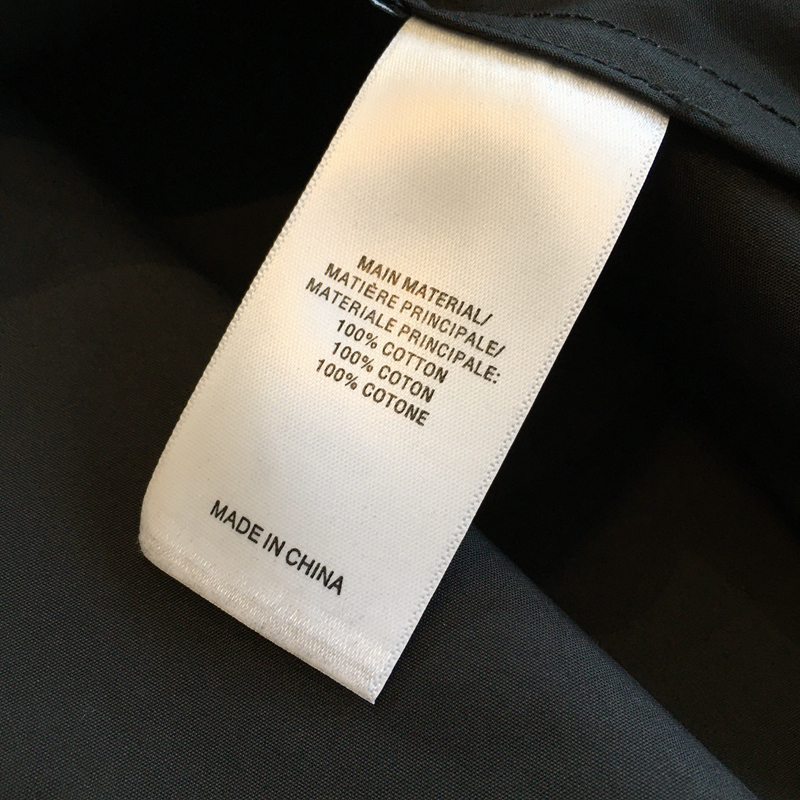 MAIN MATERIAL/
MATIÈRE PRINCIPALE/
MATERIALE PRINCIPALE:
100% COTTON
100% COTON
100% COTONE
MADE IN CHINA